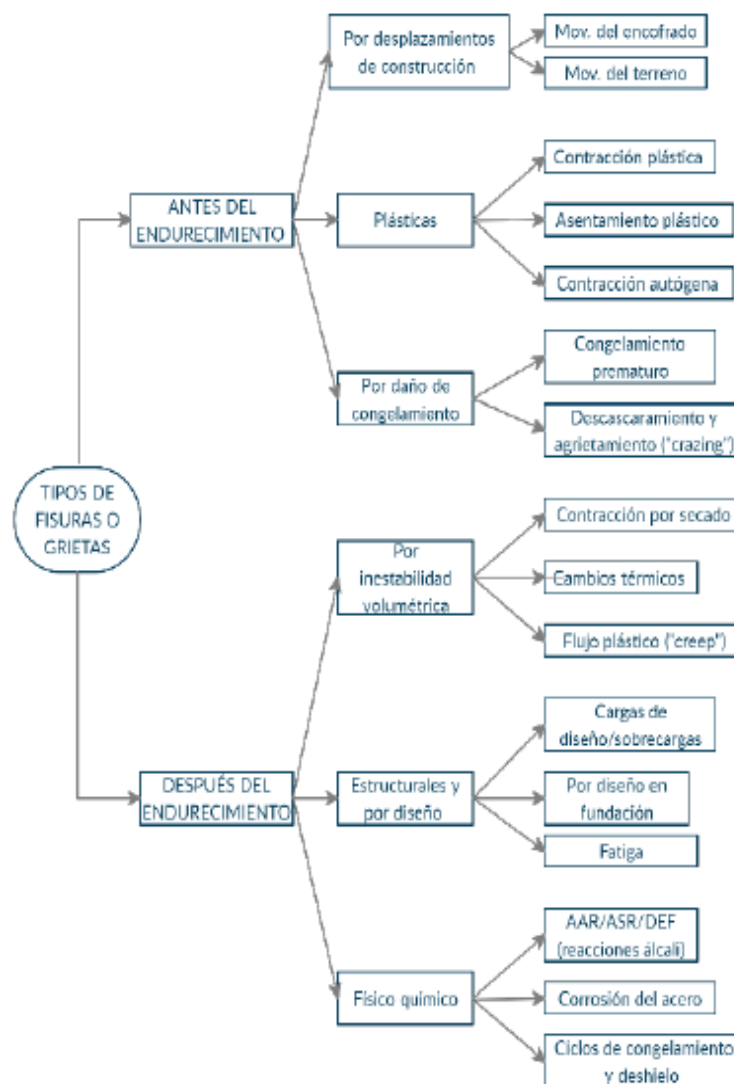 TIPOS DE
FISURAS O
GRIETAS
ANTES DEL
ENDURECIMIENTO
Por desplazamientos
de construcción
Mov. del encofrado
Mov. del terreno
Plásticas
Contracción plástica
Asentamiento plástico
Contracción autógena
Por daño de
congelamiento
Congelamiento
prematuro
Descascaramiento y
agrietamiento ("crazing")
DESPUÉS DEL
ENDURECIMIENTO
Por
inestabilidad
volumétrica
Contracción por secado
Cambios térmicos
Flujo plástico ("creep")
Estructurales y
por diseño
Cargas de
diseño/sobrecargas
Por diseño en
fundación
Fatiga
Físico químico
AAR/ASR/DEF
(reacciones álcali)
Corrosión del acero
Ciclos de congelamiento
y deshielo